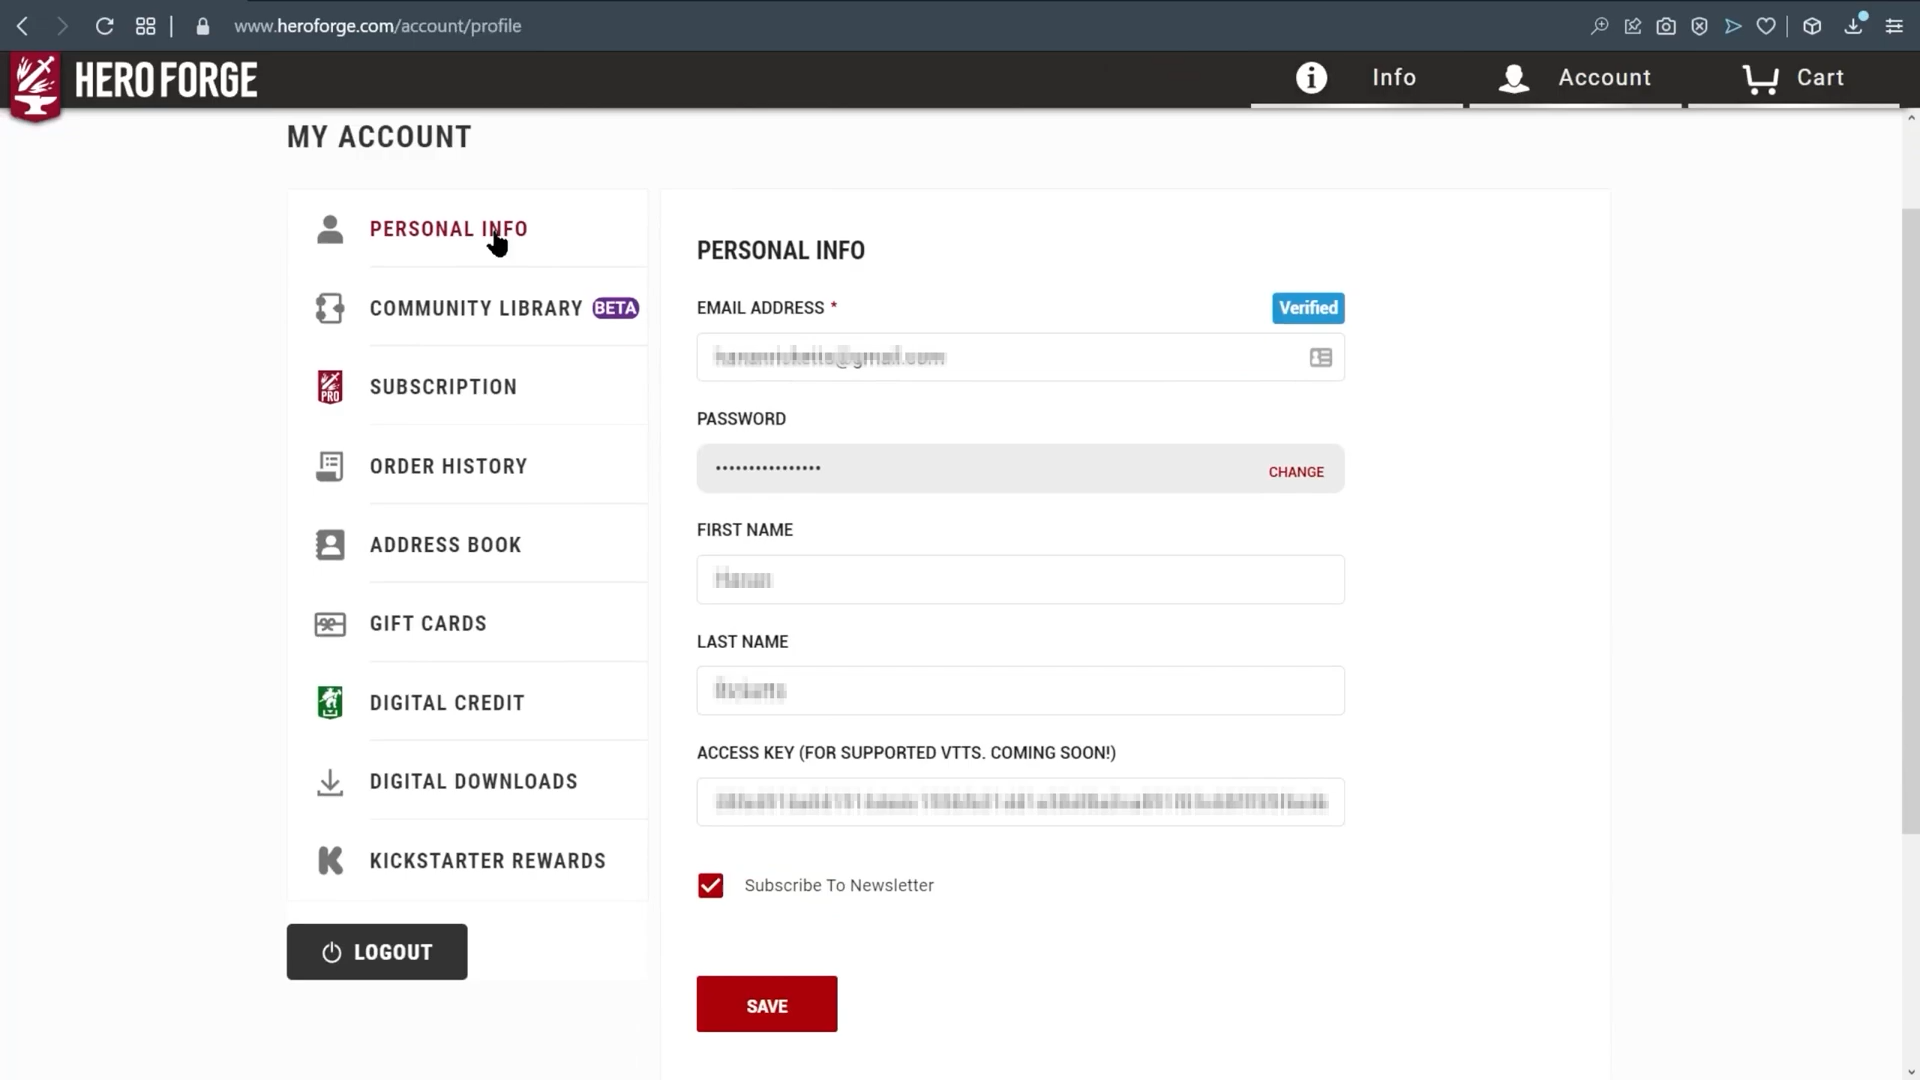 www.heroforge.com/account/profile
HERO FORGE
Info
Account
Cart
MY ACCOUNT
PERSONAL INFO
COMMUNITY LIBRARY BETA
SUBSCRIPTION
PRO
ORDER HISTORY
ADDRESS BOOK
GIFT CARDS
DIGITAL CREDIT
DIGITAL DOWNLOADS
KICKSTARTER REWARDS
LOGOUT
PERSONAL INFO
EMAIL ADDRESS *
Verified
PASSWORD
••••••••••••••••
CHANGE
FIRST NAME
LAST NAME
ACCESS KEY (FOR SUPPORTED VTTS. COMING SOON!)
Subscribe To Newsletter
SAVE